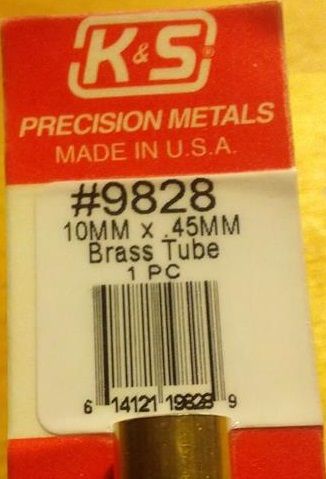 K&S®
PRECISION METALS
MADE IN U.S.A.
#9828
10MM x .45MM
Brass Tube
1 PC
6 14121 19828 9